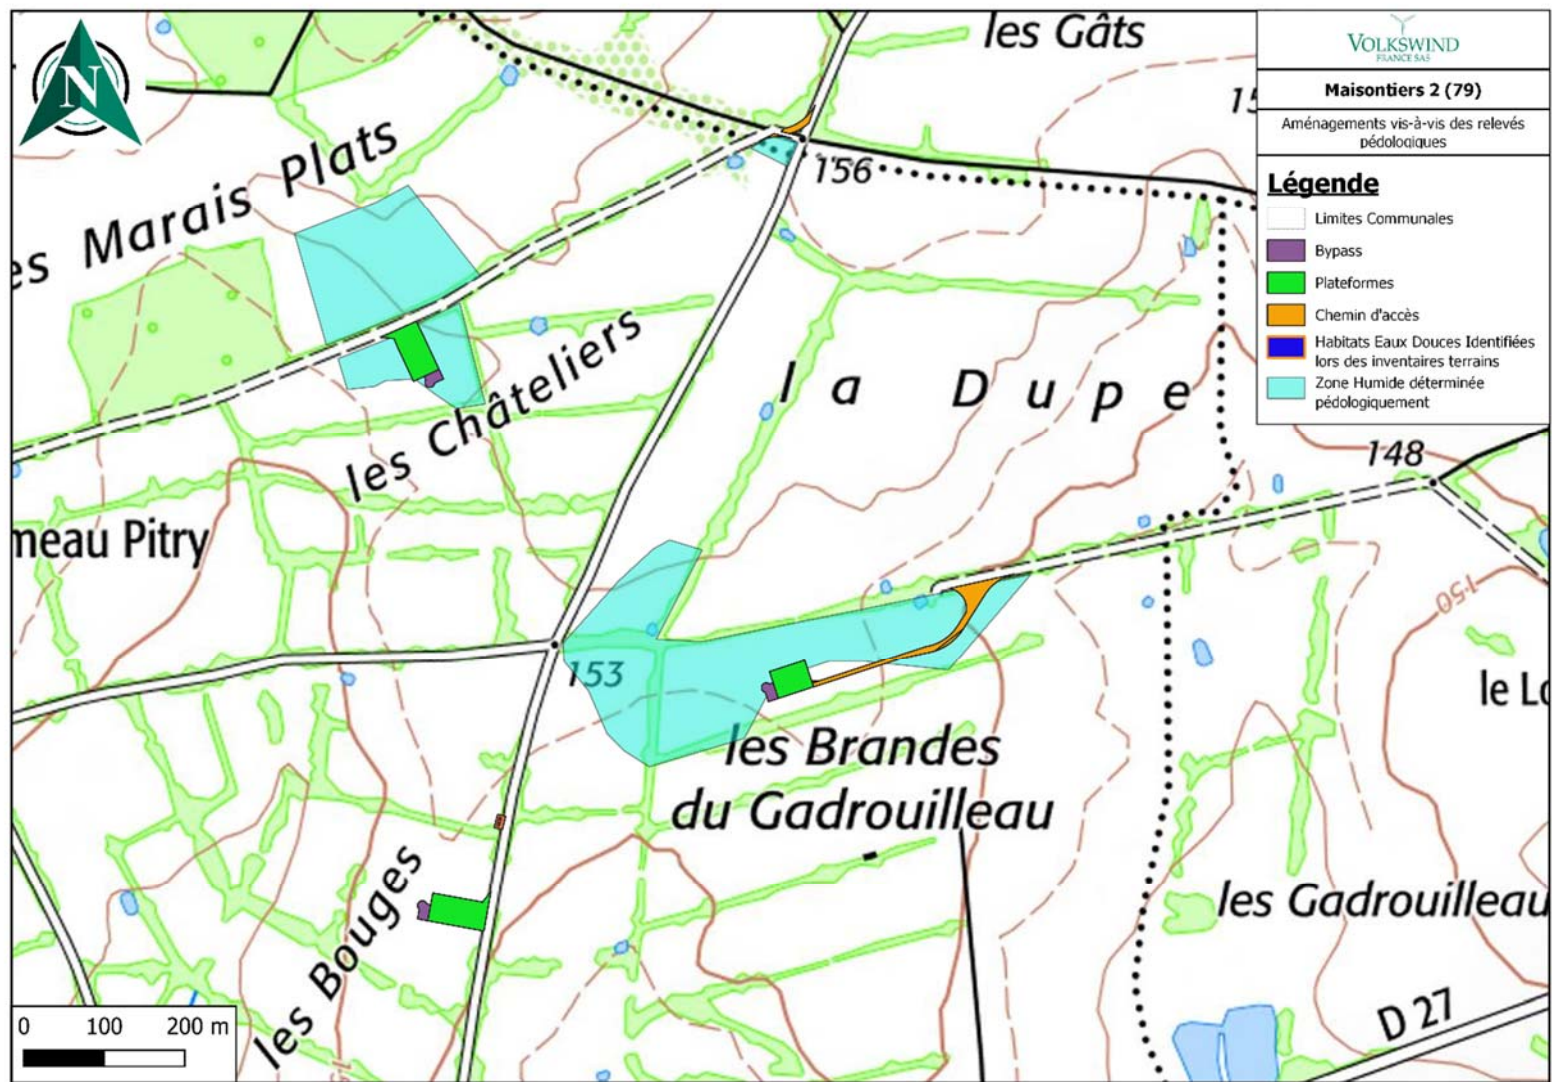 N
les Gâts
VOLKSWIND
FRANCE SAS
Maisontiers 2 (79)
Aménagements vis-à-vis des relevés
pédologiques
Légende
Limites Communales
Bypass
Plateformes
Chemin d'accès
Habitats Eaux Douces Identifiées
lors des inventaires terrains
Zone Humide déterminée
pédologiquement
15
156
es Marais Plats
les Châteliers
la Dupe
148
meau Pitry
150
153
le Lo
les Brandes
du Gadrouilleau
les Bouges
les Gadrouilleau
D 27
0 100 200 m